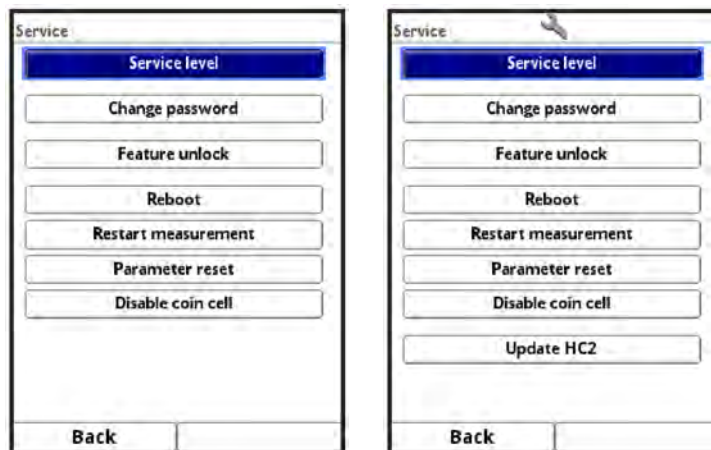 Service
Service level
Change password
Feature unlock
Reboot
Restart measurement
Parameter reset
Disable coin cell
Back
Service
Service level
Change password
Feature unlock
Reboot
Restart measurement
Parameter reset
Disable coin cell
Update HC2
Back